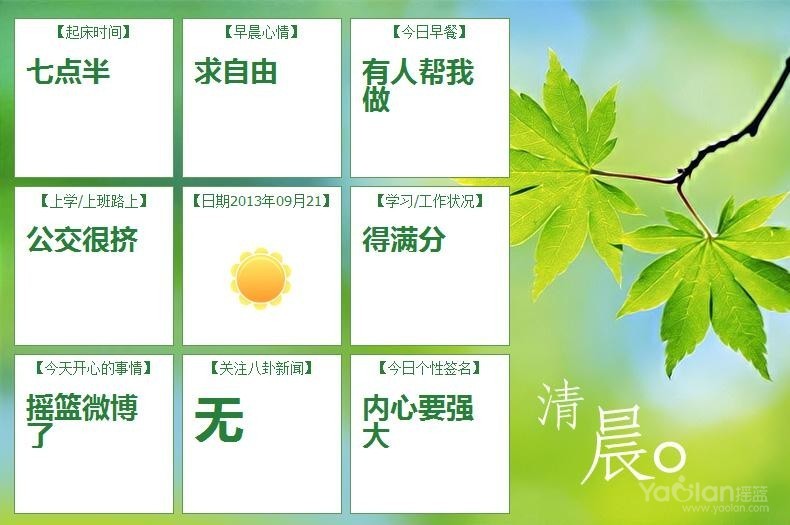 【起床时间】
七点半
【早晨心情】
求自由
【今日早餐】
有人帮我
做
【上学/上班路上】
公交很挤
【日期2013年09月21】
【学习/工作状况】
得满分
【今天开心的事情】
摇篮微博
了
【关注八卦新闻】
无
【今日个性签名】
内心要强
大
清
晨
Yaolan摇篮
www.yaolan.com